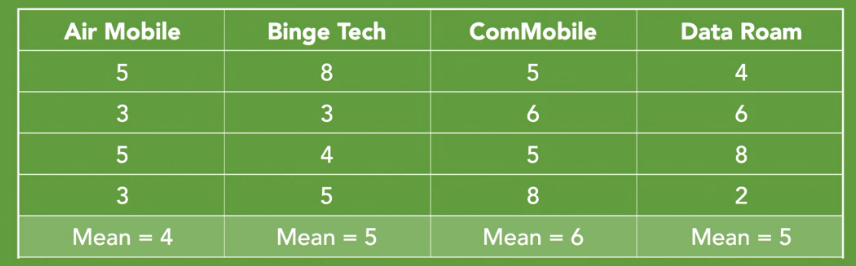 Air Mobile Binge Tech ComMobile Data Roam
5 8 5 4
3 3 6 6
5 4 5 8
3 5 8 2
Mean = 4 Mean = 5 Mean = 6 Mean = 5